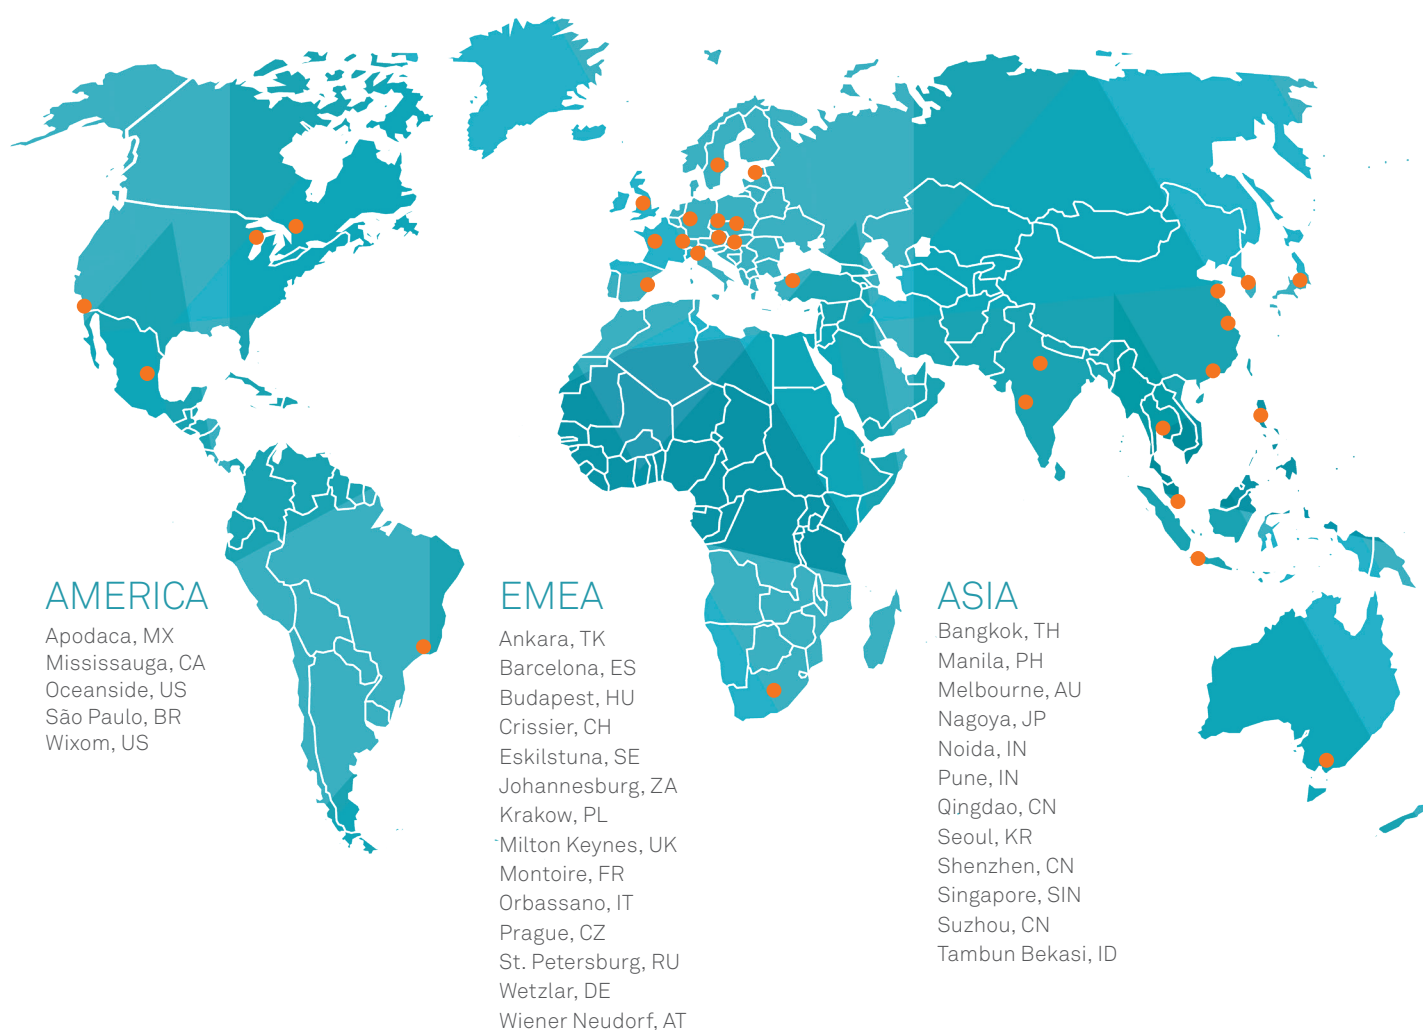 AMERICA
Apodaca, MX
Mississauga, CA
Oceanside, US
São Paulo, BR
Wixom, US
EMEA
Ankara, TK
Barcelona, ES
Budapest, HU
Crissier, CH
Eskilstuna, SE
Johannesburg, ZA
Krakow, PL
Milton Keynes, UK
Montoire, FR
Orbassano, IT
Prague, CZ
St. Petersburg, RU
Wetzlar, DE
Wiener Neudorf, AT
ASIA
Bangkok, TH
Manila, PH
Melbourne, AU
Nagoya, JP
Noida, IN
Pune, IN
Qingdao, CN
Seoul, KR
Shenzhen, CN
Singapore, SIN
Suzhou, CN
Tambun Bekasi, ID